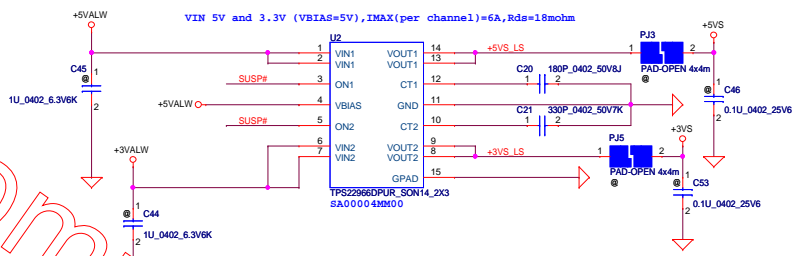 VIN 5V and 3.3V (VBIAS=5V),IMAX(per channel)=6A,Rds=18mohm
+5VALW
U2
+5VS
1 VIN1 VOUT1 14 +5VS_LS 1 PJ3 2
2 VIN1 VOUT1 13
PAD-OPEN 4x4m
@
C45
@
1
2
1U_0402_6.3V6K
SUSP# 3 ON1 CT1 12 1 C20 2 180P_0402_50V8J
+5VALW 4 VBIAS GND 11
SUSP# 5 ON2 CT2 10 1 C21 2 330P_0402_50V7K
@
1
C46
2
0.1U_0402_25V6
+3VALW
+3VS
6 VIN2 VOUT2 9
7 VIN2 VOUT2 8 +3VS_LS 1 PJ5 2
PAD-OPEN 4x4m
@
GPAD 15
TPS22966DPUR_SON14_2X3
SA00004MM00
@
1
C44
2
1U_0402_6.3V6K
@
1
C53
2
0.1U_0402_25V6